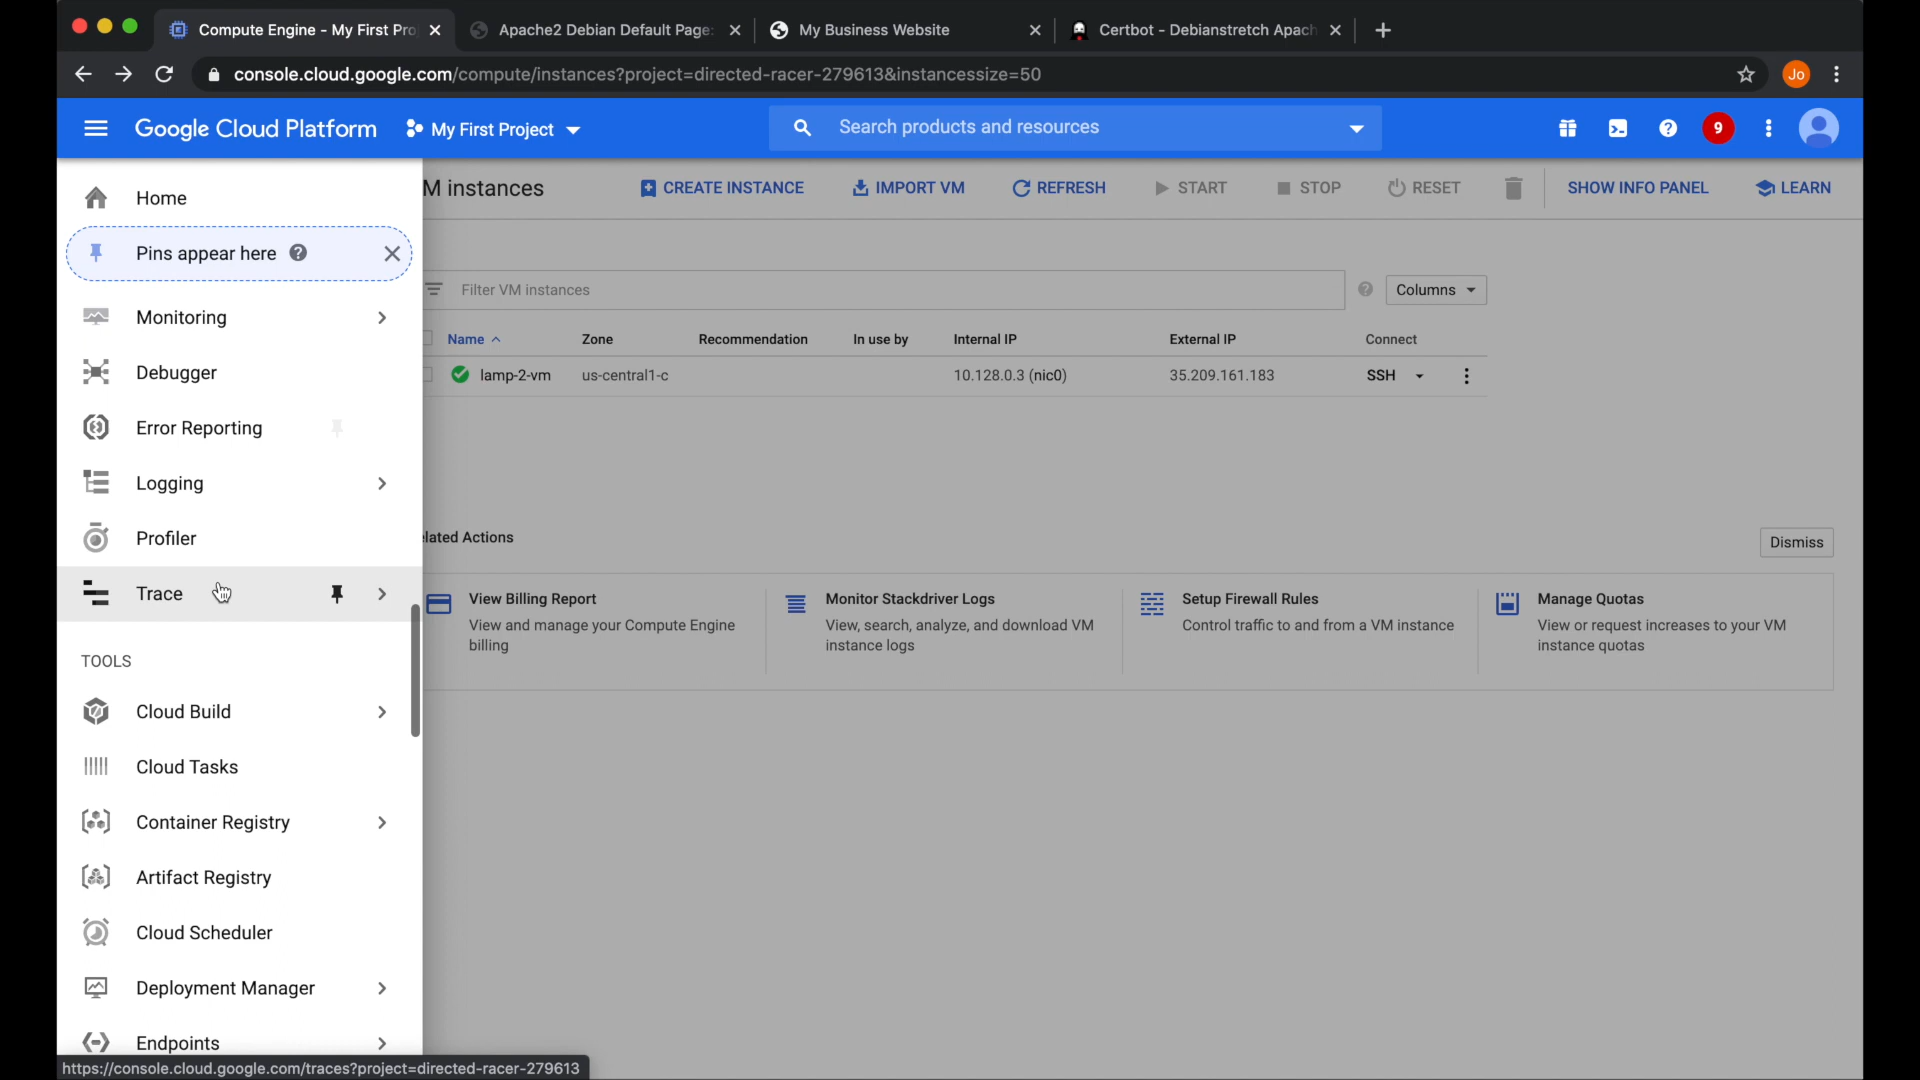 Compute Engine - My First Pro
Apache2 Debian Default Page:
My Business Website
Certbot - Debianstretch Apach
console.cloud.google.com/compute/instances?project=directed-racer-279613&instancessize=50
Jo
Google Cloud Platform
My First Project
Search products and resources
9
Home
Pins appear here
Monitoring
Debugger
Error Reporting
Logging
Profiler
Trace
TOOLS
Cloud Build
Cloud Tasks
Container Registry
Artifact Registry
Cloud Scheduler
Deployment Manager
Endpoints
https://console.cloud.google.com/traces?project=directed-racer-279613
M instances
CREATE INSTANCE
IMPORT VM
REFRESH
START
STOP
RESET
SHOW INFO PANEL
LEARN
Filter VM instances
Columns
Name
Zone
Recommendation
In use by
Internal IP
External IP
Connect
lamp-2-vm
us-central1-c
10.128.0.3 (nic0)
35.209.161.183
SSH
elated Actions
Dismiss
View Billing Report
View and manage your Compute Engine
billing
Monitor Stackdriver Logs
View, search, analyze, and download VM
instance logs
Setup Firewall Rules
Control traffic to and from a VM instance
Manage Quotas
View or request increases to your VM
instance quotas